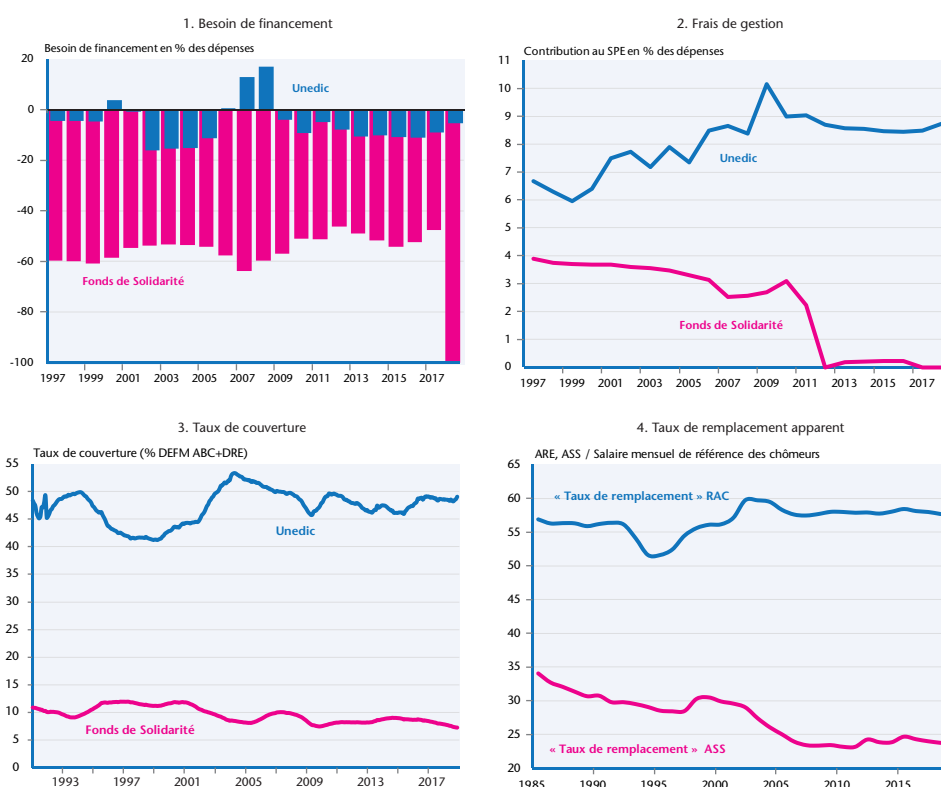 1. Besoin de financement
Besoin de financement en % des dépenses
20
0
-20
-40
-60
-80
-100
Unedic
Fonds de Solidarité
1997 1999 2001 2003 2005 2007 2009 2011 2013 2015 2017
2. Frais de gestion
Contribution au SPE en % des dépenses
11
10
9
8
7
6
5
4
3
2
1
0
Unedic
Fonds de Solidarité
1997 1999 2001 2003 2005 2007 2009 2011 2013 2015 2017
3. Taux de couverture
Taux de couverture (% DEFM ABC+DRE)
55
50
45
40
35
30
25
20
15
10
5
0
Unedic
Fonds de Solidarité
1993 1997 2001 2005 2009 2013 2017
4. Taux de remplacement apparent
ARE, ASS / Salaire mensuel de référence des chômeurs
65
60
55
50
45
40
35
30
25
20
« Taux de remplacement » RAC
« Taux de remplacement » ASS
1985 1990 1995 2000 2005 2010 2015